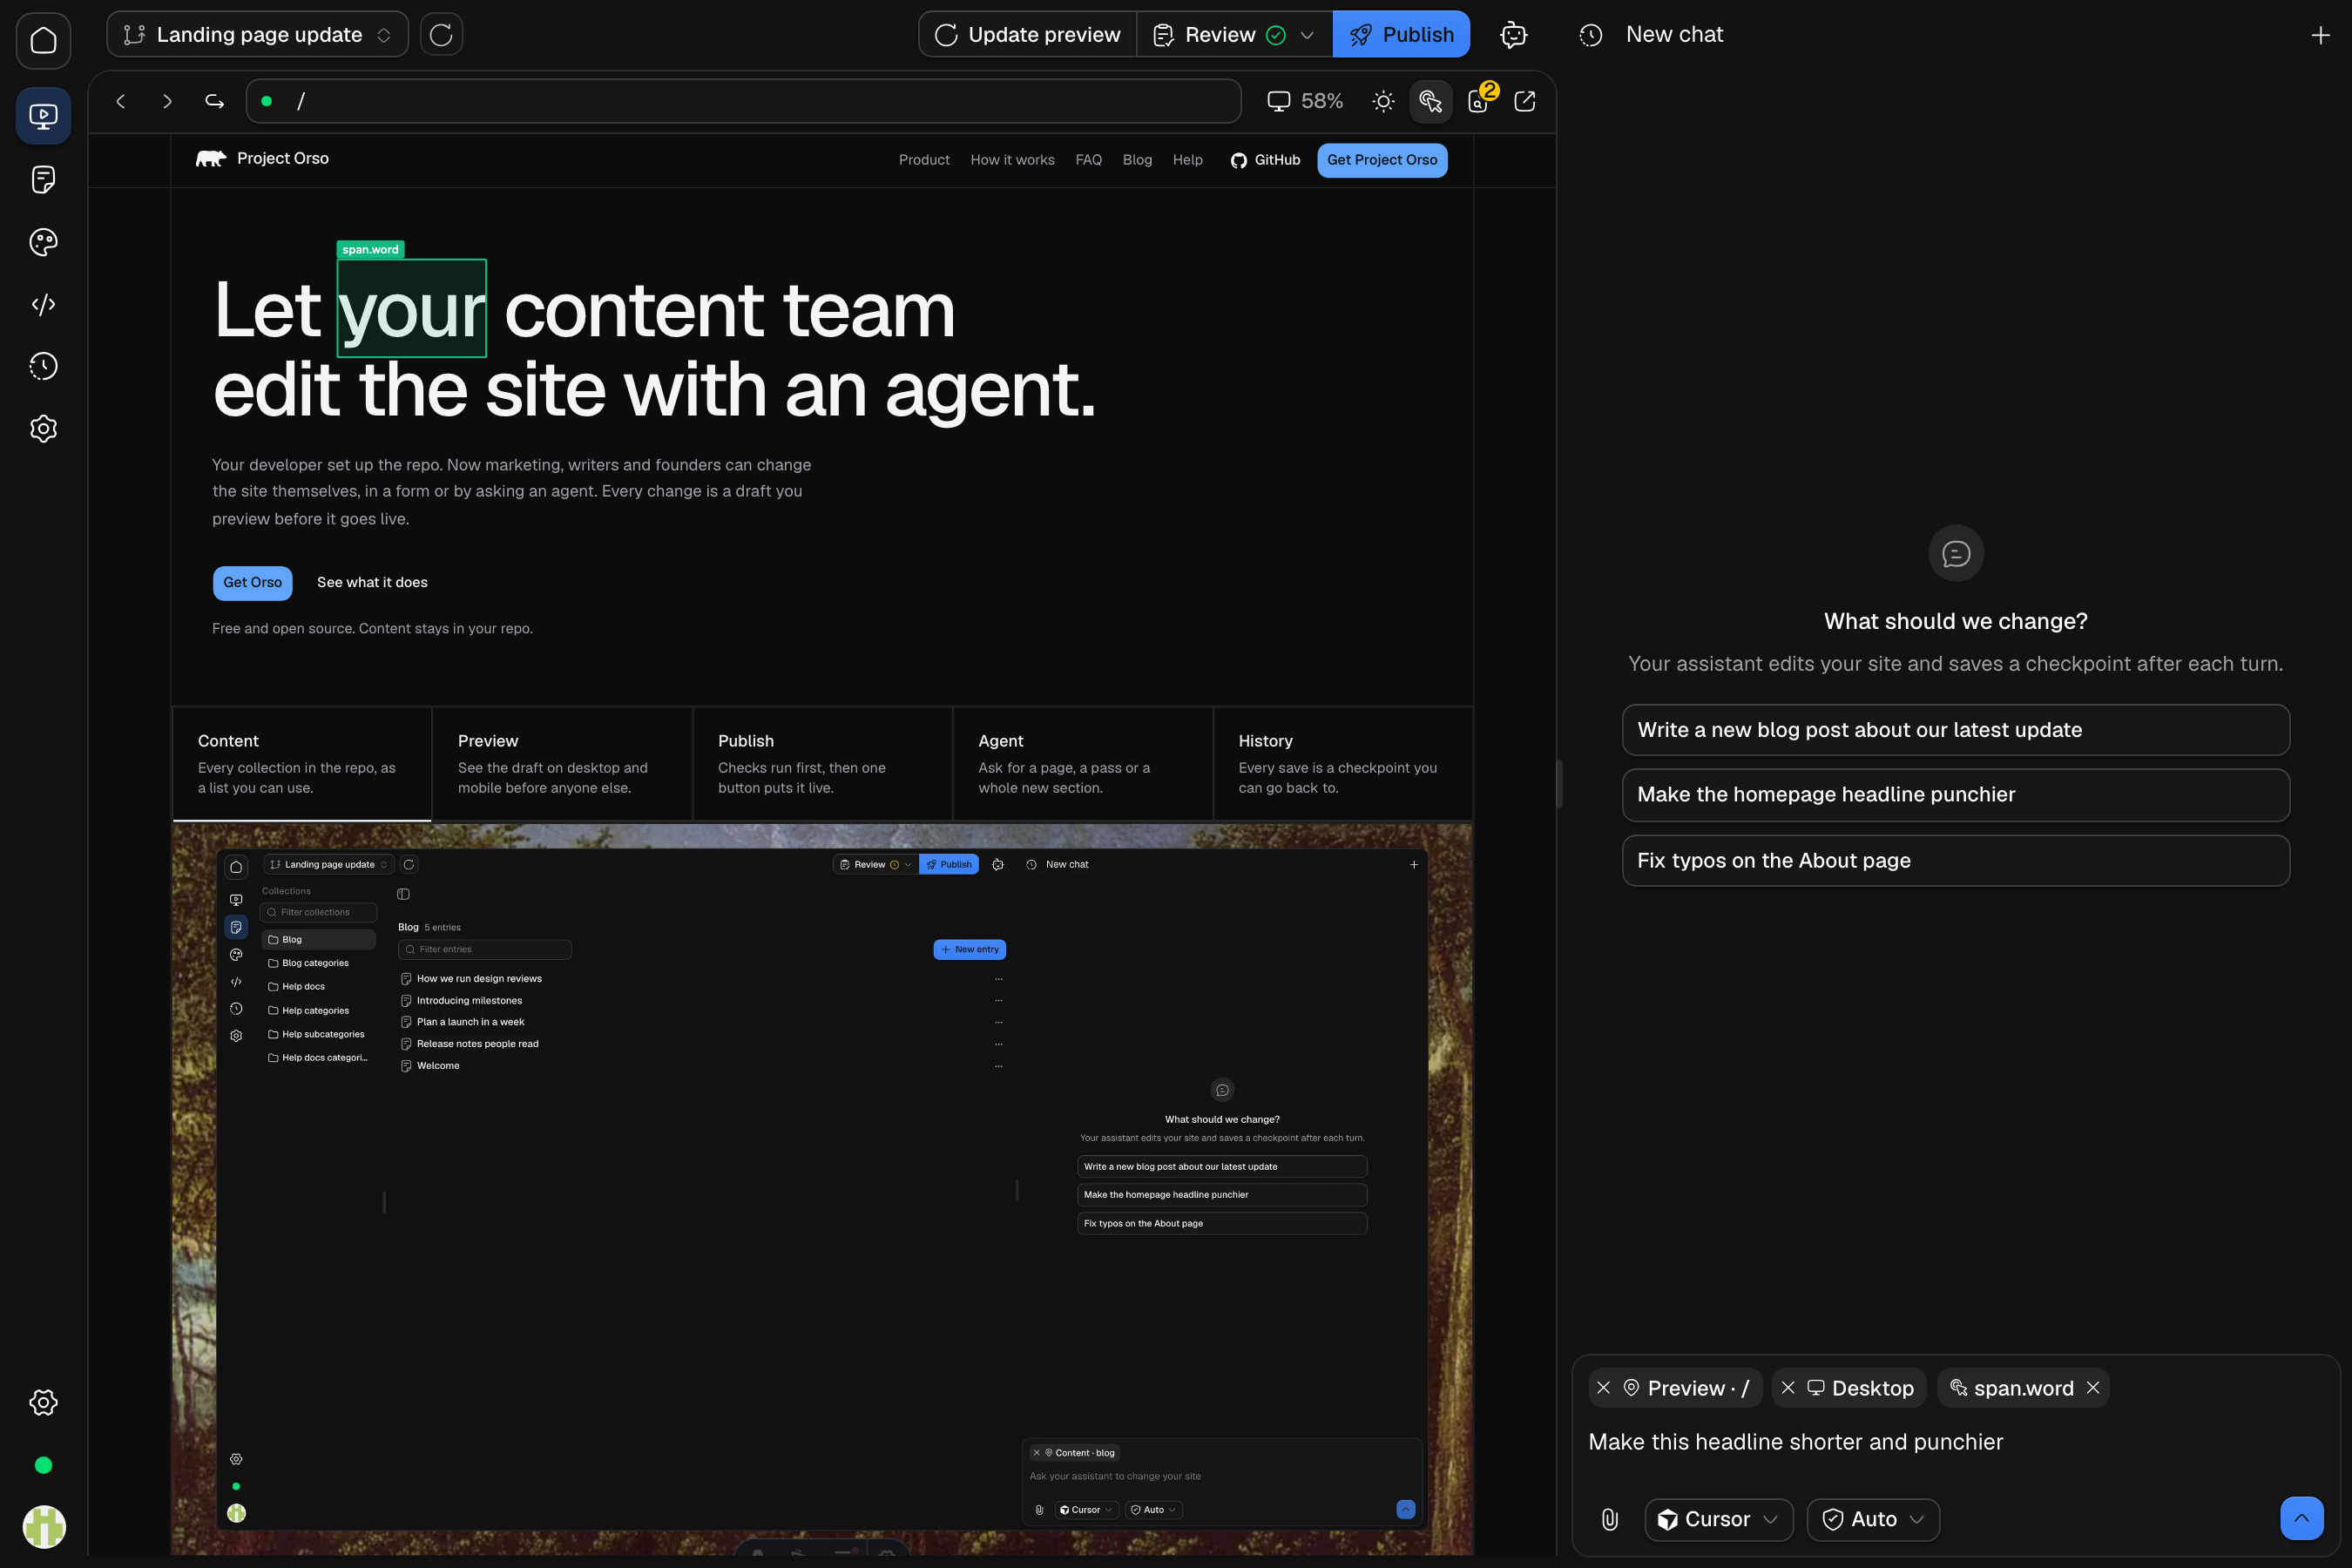 Landing page update
Update preview
Review
Publish
New chat
/
58%
2
Project Orso
Product
How it works
FAQ
Blog
Help
GitHub
Get Project Orso
span.word
Let your content team
edit the site with an agent.
Your developer set up the repo. Now marketing, writers and founders can change
the site themselves, in a form or by asking an agent. Every change is a draft you
preview before it goes live.
Get Orso
See what it does
Free and open source. Content stays in your repo.
Content
Every collection in the repo, as
a list you can use.
Preview
See the draft on desktop and
mobile before anyone else.
Publish
Checks run first, then one
button puts it live.
Agent
Ask for a page, a pass or a
whole new section.
History
Every save is a checkpoint you
can go back to.
Landing page update
Review
Publish
New chat
Collections
Filter collections
Blog
Blog categories
Help docs
Help categories
Help subcategories
Help docs categori...
Blog 5 entries
Filter entries
New entry
How we run design reviews
Introducing milestones
Plan a launch in a week
Release notes people read
Welcome
What should we change?
Your assistant edits your site and saves a checkpoint after each turn.
Write a new blog post about our latest update
Make the homepage headline punchier
Fix typos on the About page
Content · blog
Ask your assistant to change your site
Cursor
Auto
What should we change?
Your assistant edits your site and saves a checkpoint after each turn.
Write a new blog post about our latest update
Make the homepage headline punchier
Fix typos on the About page
Preview · /
Desktop
span.word
Make this headline shorter and punchier
Cursor
Auto